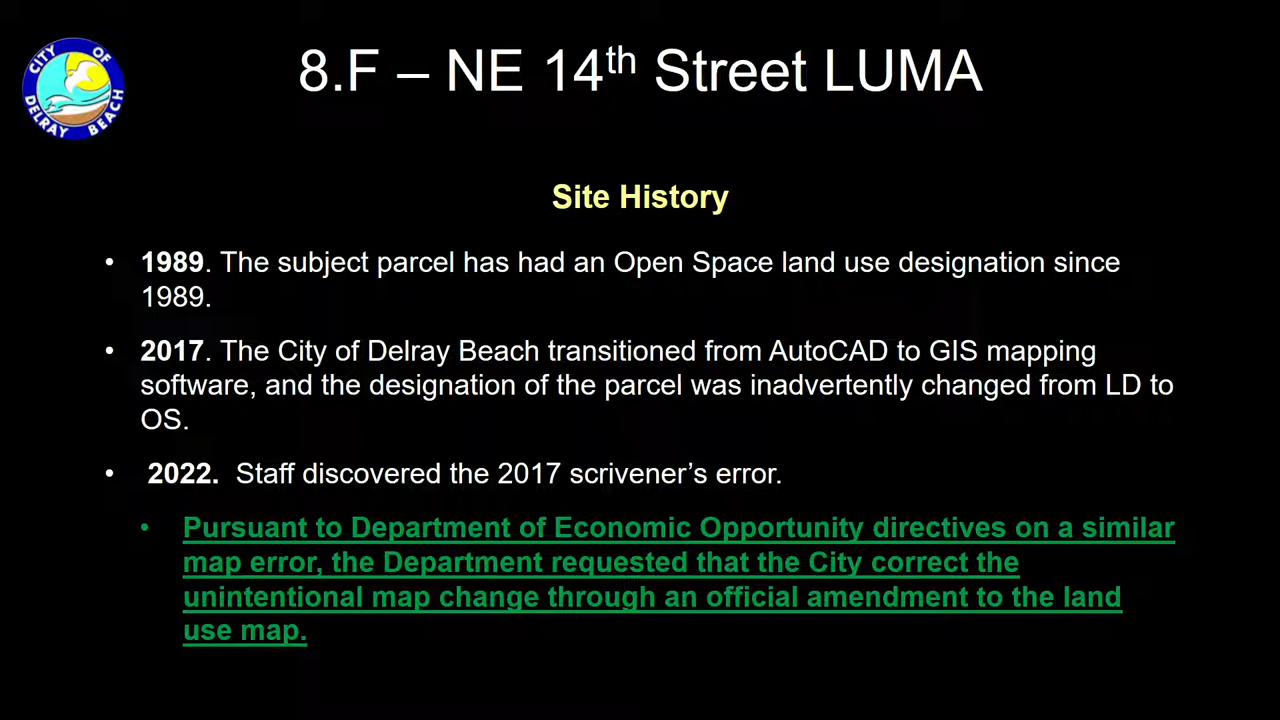 CITY OF
DELRAY BEACH
8.F – NE 14th Street LUMA
Site History
• 1989. The subject parcel has had an Open Space land use designation since
1989.
• 2017. The City of Delray Beach transitioned from AutoCAD to GIS mapping
software, and the designation of the parcel was inadvertently changed from LD to
OS.
• 2022. Staff discovered the 2017 scrivener's error.
• Pursuant to Department of Economic Opportunity directives on a similar
map error, the Department requested that the City correct the
unintentional map change through an official amendment to the land
use map.